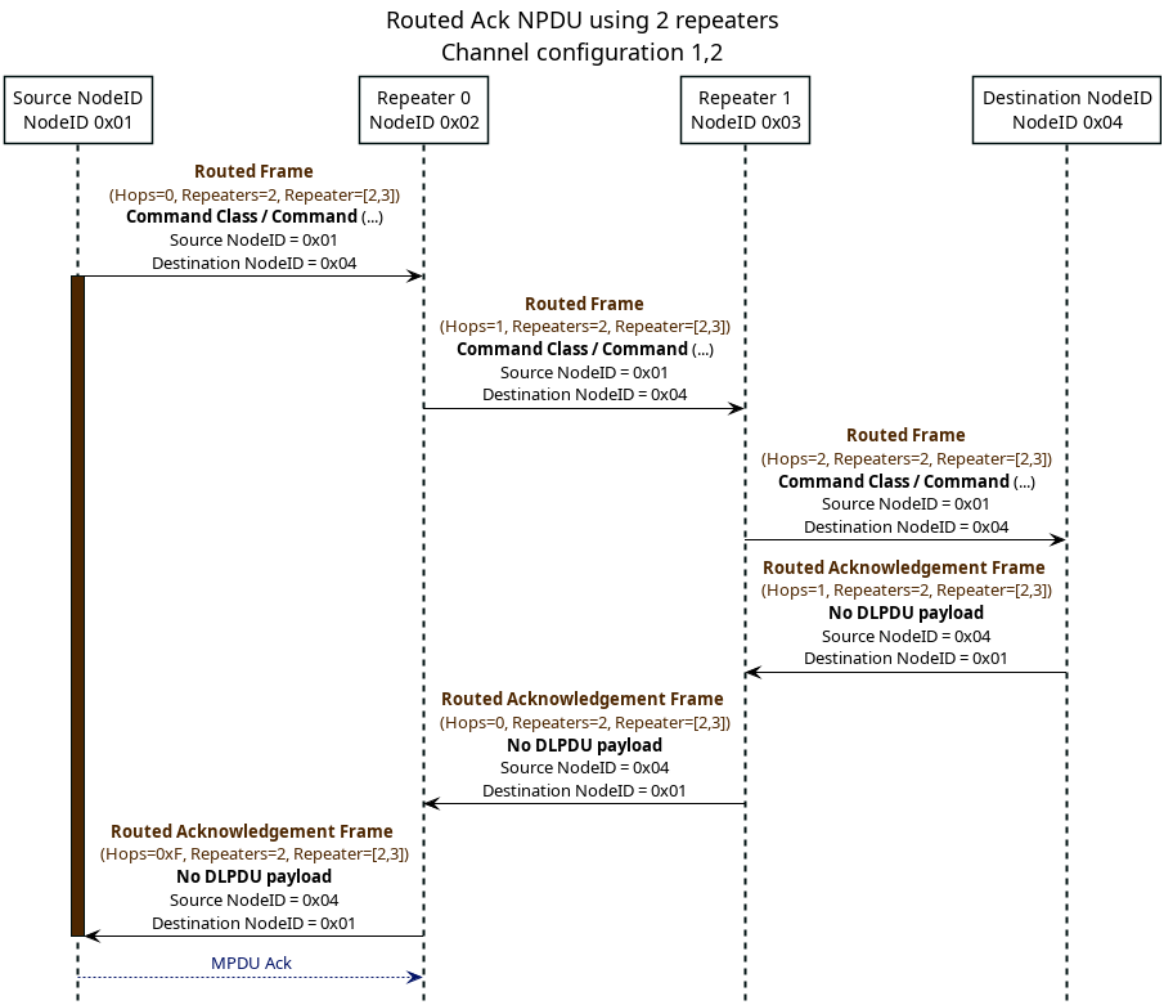 Routed Ack NPDU using 2 repeaters
Channel configuration 1,2
Source NodeID
NodeID 0x01
Repeater 0
NodeID 0x02
Repeater 1
NodeID 0x03
Destination NodeID
NodeID 0x04
Routed Frame
(Hops=0, Repeaters=2, Repeater=[2,3])
Command Class / Command (...)
Source NodeID = 0x01
Destination NodeID = 0x04
Routed Frame
(Hops=1, Repeaters=2, Repeater=[2,3])
Command Class / Command (...)
Source NodeID = 0x01
Destination NodeID = 0x04
Routed Frame
(Hops=2, Repeaters=2, Repeater=[2,3])
Command Class / Command (...)
Source NodeID = 0x01
Destination NodeID = 0x04
Routed Acknowledgement Frame
(Hops=1, Repeaters=2, Repeater=[2,3])
No DLPDU payload
Source NodeID = 0x04
Destination NodeID = 0x01
Routed Acknowledgement Frame
(Hops=0, Repeaters=2, Repeater=[2,3])
No DLPDU payload
Source NodeID = 0x04
Destination NodeID = 0x01
Routed Acknowledgement Frame
(Hops=0xF, Repeaters=2, Repeater=[2,3])
No DLPDU payload
Source NodeID = 0x04
Destination NodeID = 0x01
MPDU Ack